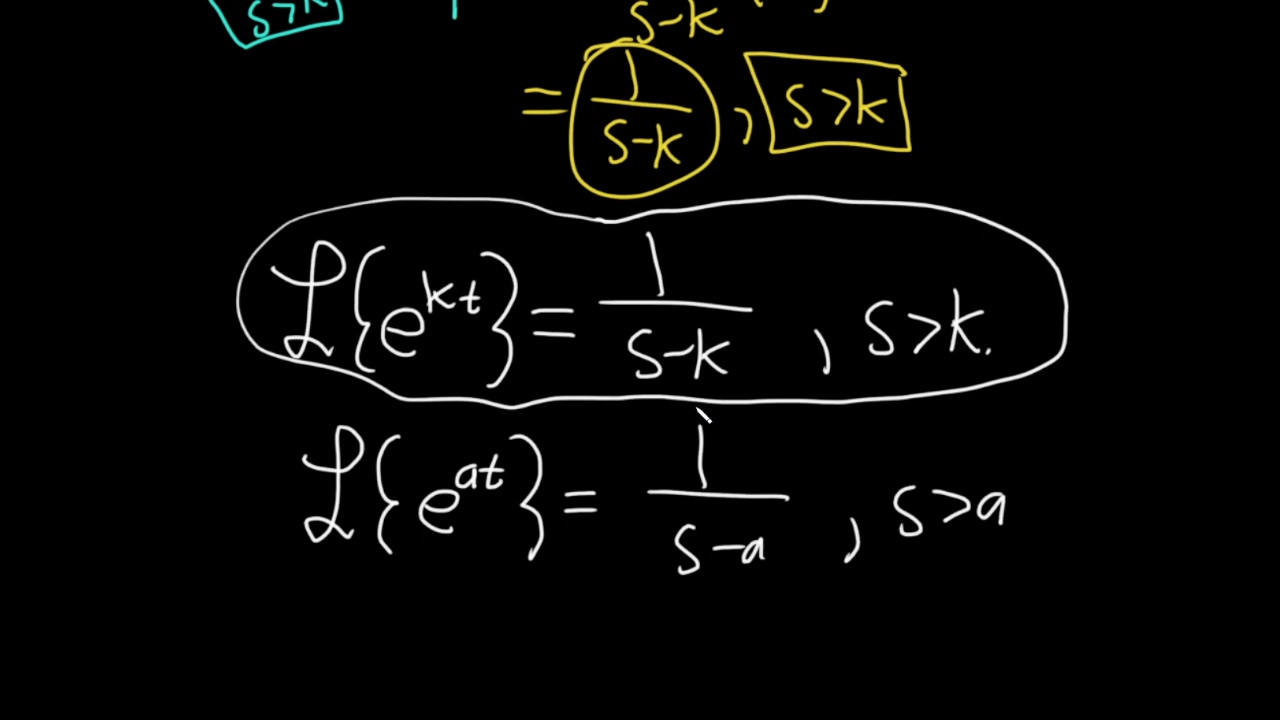 s>k
s-k
= 1/(s-k) , s>k
ℒ{e^{kt}} = 1/(s-k) , s>k.
ℒ{e^{at}} = 1/(s-a) , s>a